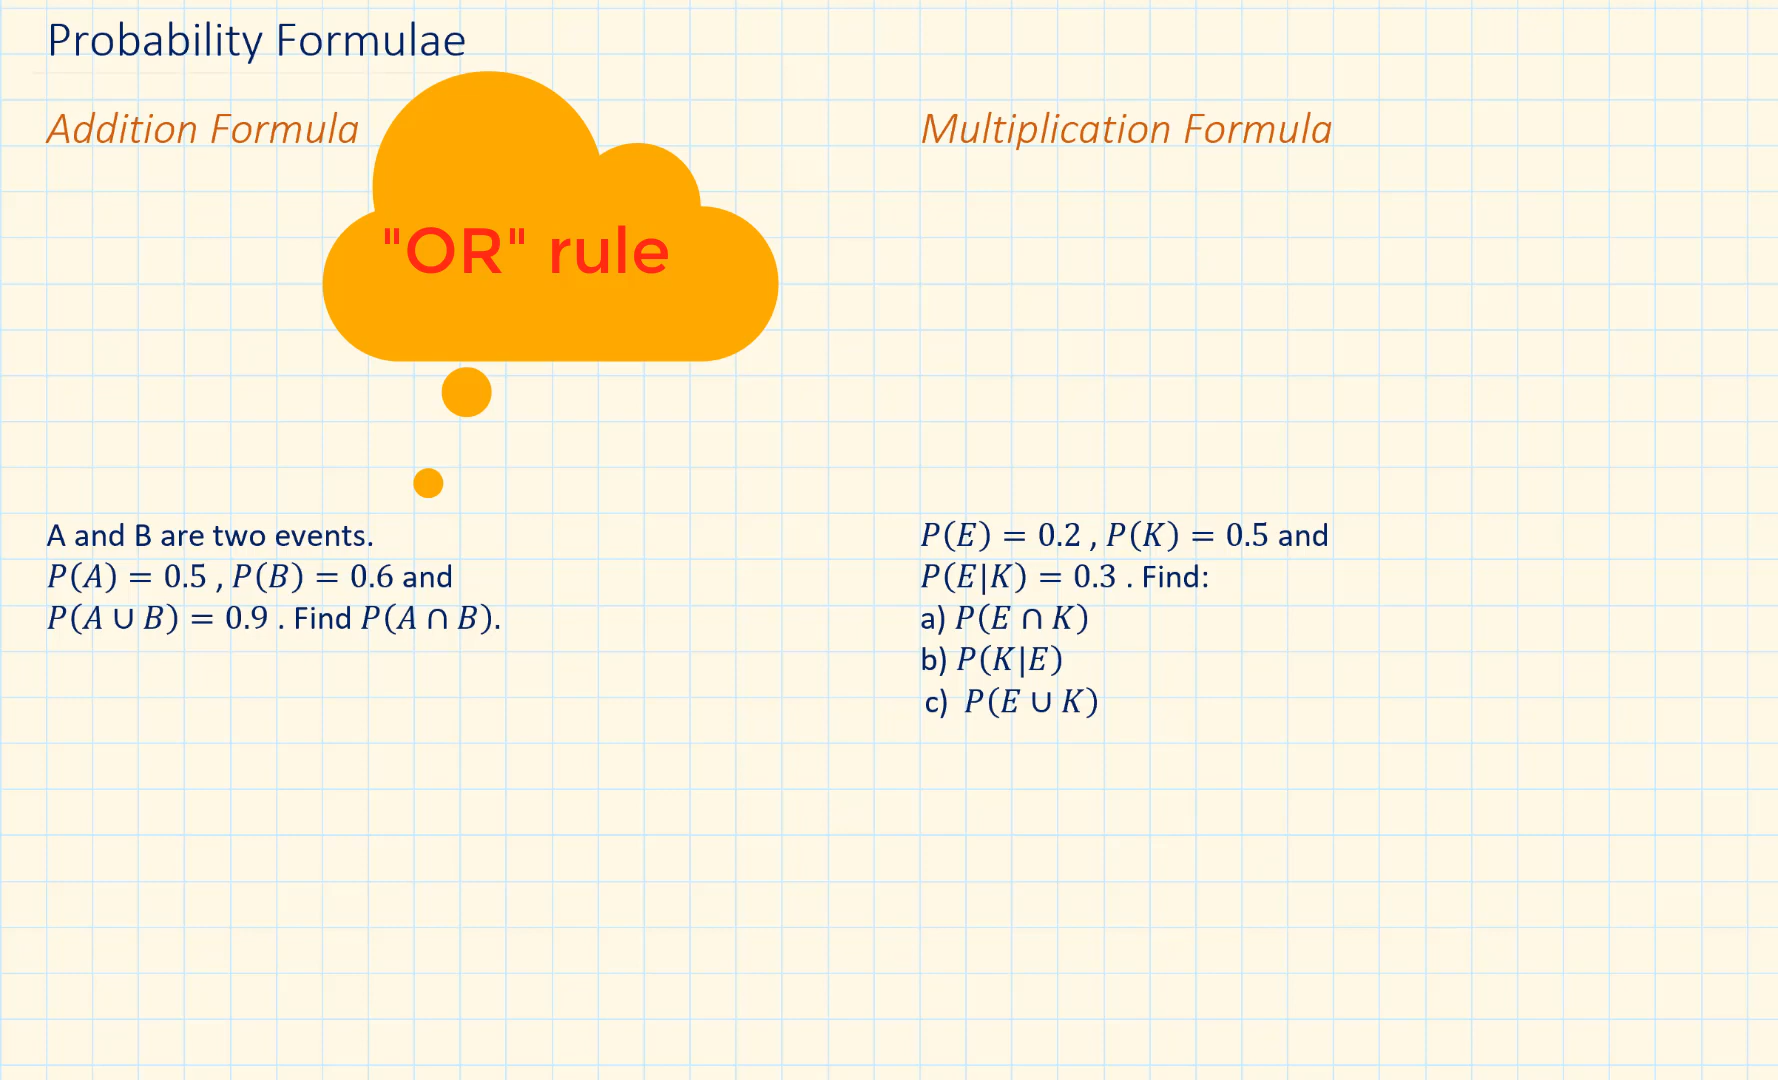 Probability Formulae
Addition Formula
"OR" rule
A and B are two events.
P(A) = 0.5 , P(B) = 0.6 and
P(A ∪ B) = 0.9 . Find P(A ∩ B).
Multiplication Formula
P(E) = 0.2 , P(K) = 0.5 and
P(E|K) = 0.3 . Find:
a) P(E ∩ K)
b) P(K|E)
c) P(E ∪ K)